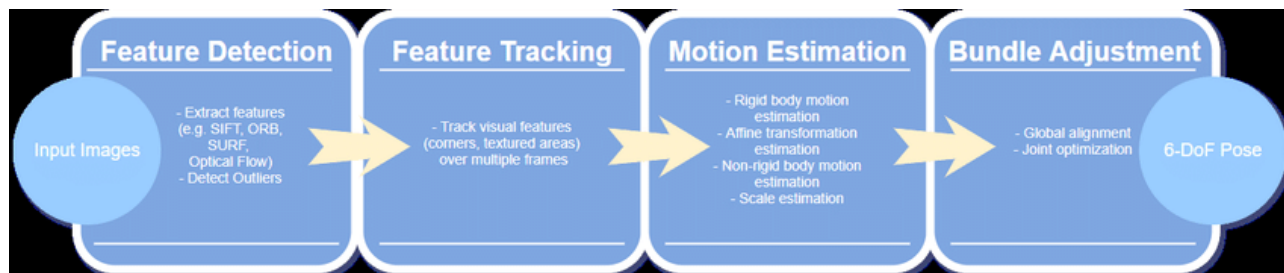 Input Images
Feature Detection
- Extract features
(e.g. SIFT, ORB,
SURF,
Optical Flow)
- Detect Outliers
Feature Tracking
- Track visual features
(corners, textured areas)
over multiple frames
Motion Estimation
- Rigid body motion
estimation
- Affine transformation
estimation
- Non-rigid body motion
estimation
- Scale estimation
Bundle Adjustment
- Global alignment
- Joint optimization
6-DoF Pose